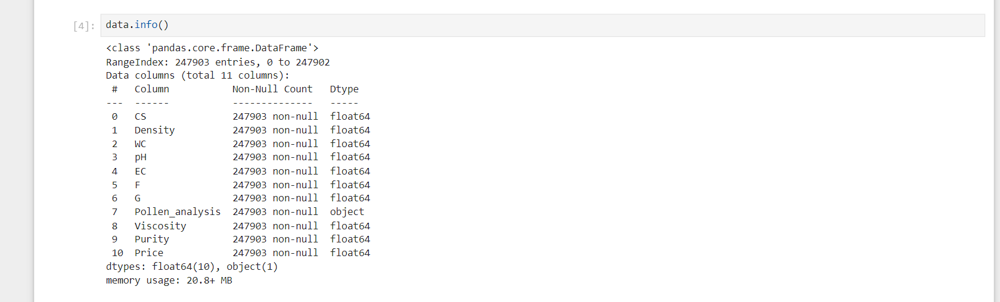 [4]: data.info()
<class 'pandas.core.frame.DataFrame'>
RangeIndex: 247903 entries, 0 to 247902
Data columns (total 11 columns):
 #   Column            Non-Null Count   Dtype
---  ------            --------------   -----
 0   CS                247903 non-null  float64
 1   Density           247903 non-null  float64
 2   WC                247903 non-null  float64
 3   pH                247903 non-null  float64
 4   EC                247903 non-null  float64
 5   F                 247903 non-null  float64
 6   G                 247903 non-null  float64
 7   Pollen_analysis   247903 non-null  object
 8   Viscosity         247903 non-null  float64
 9   Purity            247903 non-null  float64
 10  Price             247903 non-null  float64
dtypes: float64(10), object(1)
memory usage: 20.8+ MB